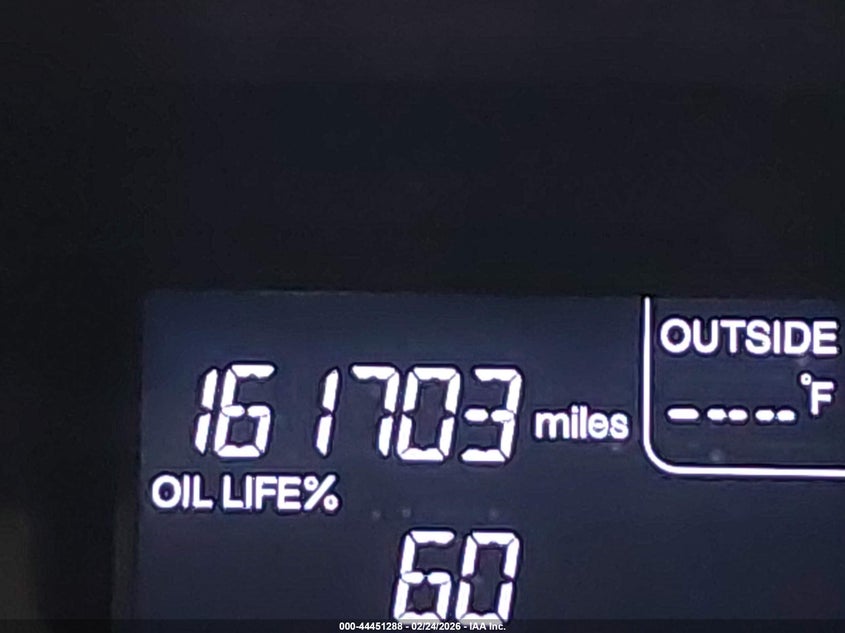 OUTSIDE
161703 miles
----°F
OIL LIFE%
60
000-44451288 - 02/24/2026 - IAA Inc.